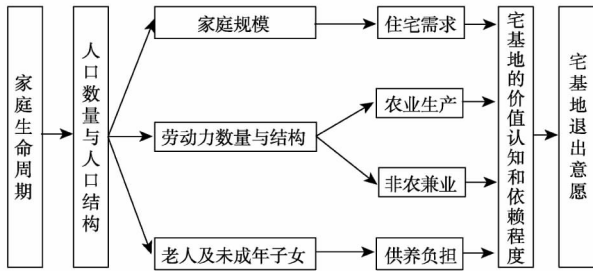 家庭生命周期
人口数量与人口结构
家庭规模
住宅需求
劳动力数量与结构
农业生产
非农兼业
老人及未成年子女
供养负担
宅基地的价值认知和依赖程度
宅基地退出意愿